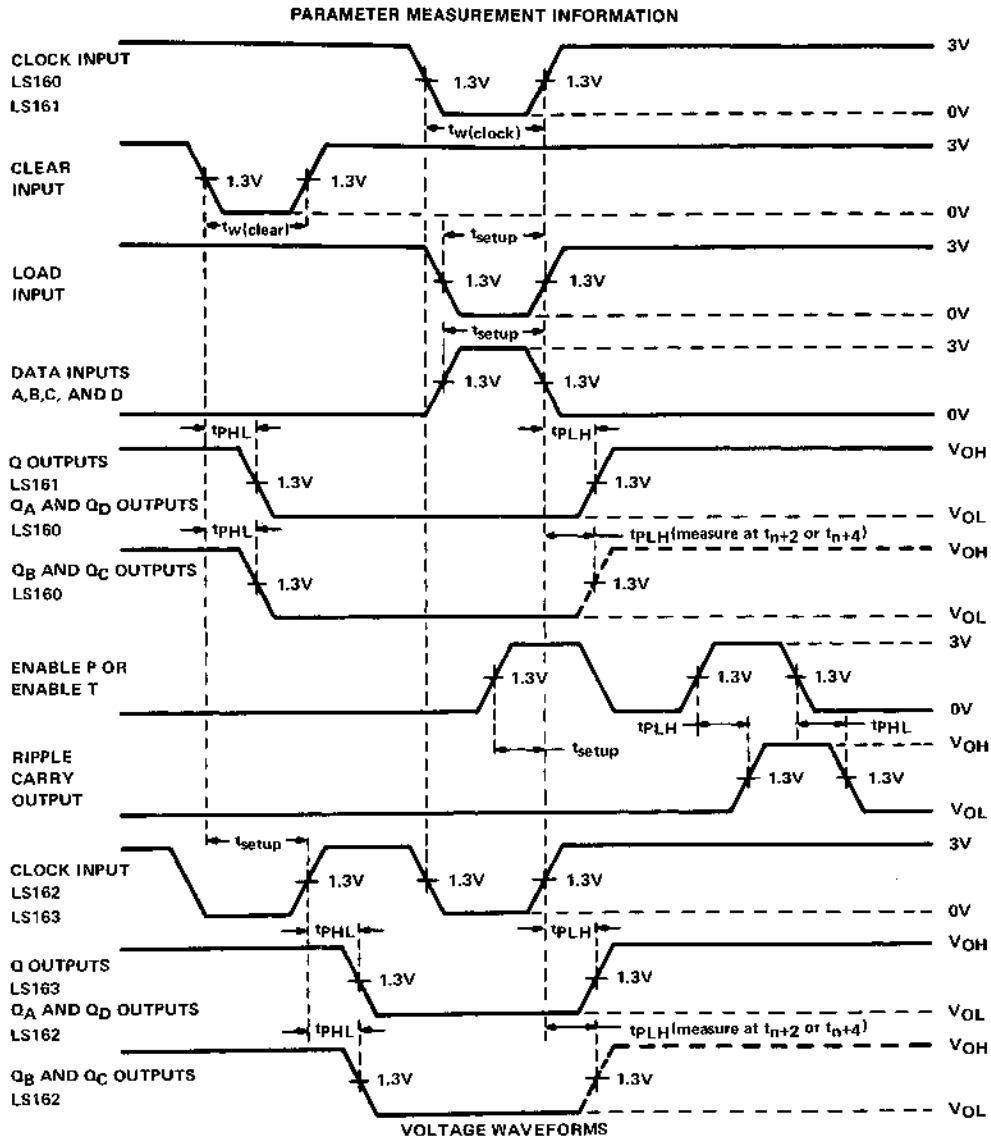 PARAMETER MEASUREMENT INFORMATION
CLOCK INPUT
LS160
LS161
1.3V
1.3V
3V
0V
tw(clock)
CLEAR
INPUT
1.3V
1.3V
3V
0V
tw(clear)
tsetup
LOAD
INPUT
1.3V
1.3V
3V
0V
tsetup
DATA INPUTS
A,B,C, AND D
1.3V
1.3V
3V
0V
tPHL
tPLH
Q OUTPUTS
LS161
QA AND QD OUTPUTS
LS160
1.3V
1.3V
VOH
VOL
tPHL
tPLH(measure at tn+2 or tn+4)
QB AND QC OUTPUTS
LS160
1.3V
1.3V
VOH
VOL
ENABLE P OR
ENABLE T
1.3V
1.3V
1.3V
3V
0V
tsetup
tPLH
tPHL
RIPPLE
CARRY
OUTPUT
1.3V
1.3V
VOH
VOL
tsetup
CLOCK INPUT
LS162
LS163
1.3V
1.3V
1.3V
3V
0V
tPHL
tPLH
Q OUTPUTS
LS163
QA AND QD OUTPUTS
LS162
1.3V
1.3V
VOH
VOL
tPHL
tPLH(measure at tn+2 or tn+4)
QB AND QC OUTPUTS
LS162
1.3V
1.3V
VOH
VOL
VOLTAGE WAVEFORMS